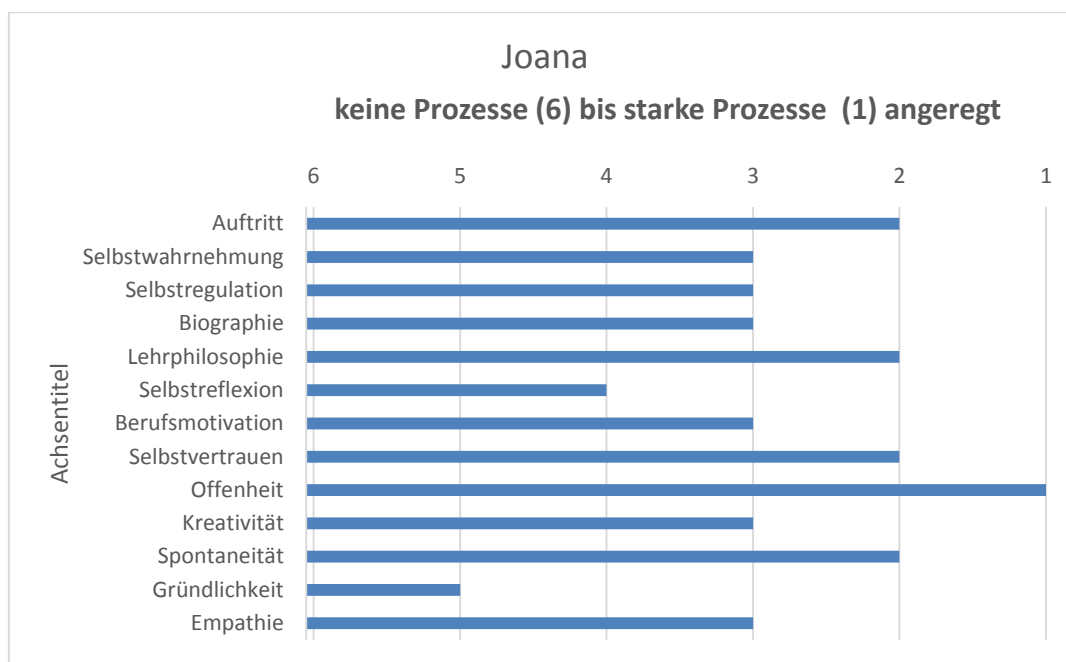 Joana
keine Prozesse (6) bis starke Prozesse (1) angeregt
6 5 4 3 2 1
Auftritt
Selbstwahrnehmung
Selbstregulation
Biographie
Lehrphilosophie
Selbstreflexion
Berufsmotivation
Selbstvertrauen
Offenheit
Kreativität
Spontaneität
Gründlichkeit
Empathie
Achsentitel